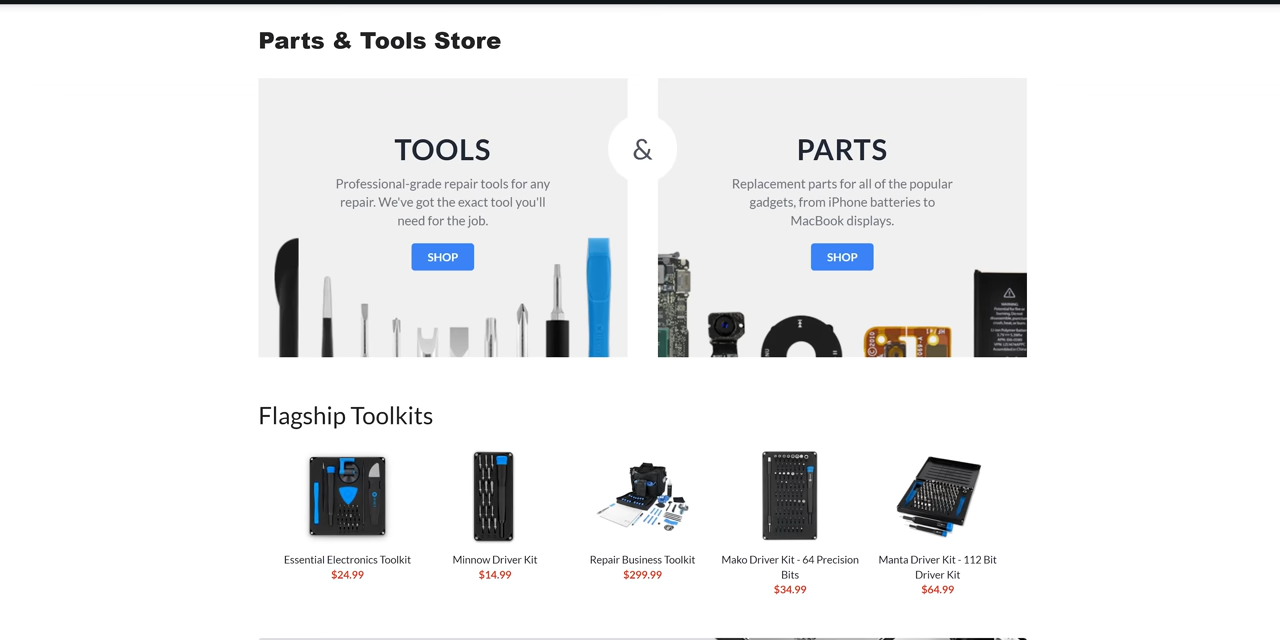 Parts & Tools Store
TOOLS
Professional-grade repair tools for any
repair. We've got the exact tool you'll
need for the job.
SHOP
&
PARTS
Replacement parts for all of the popular
gadgets, from iPhone batteries to
MacBook displays.
SHOP
WARNING
Flagship Toolkits
Essential Electronics Toolkit
$24.99
Minnow Driver Kit
$14.99
Repair Business Toolkit
$299.99
Mako Driver Kit - 64 Precision
Bits
$34.99
Manta Driver Kit - 112 Bit
Driver Kit
$64.99